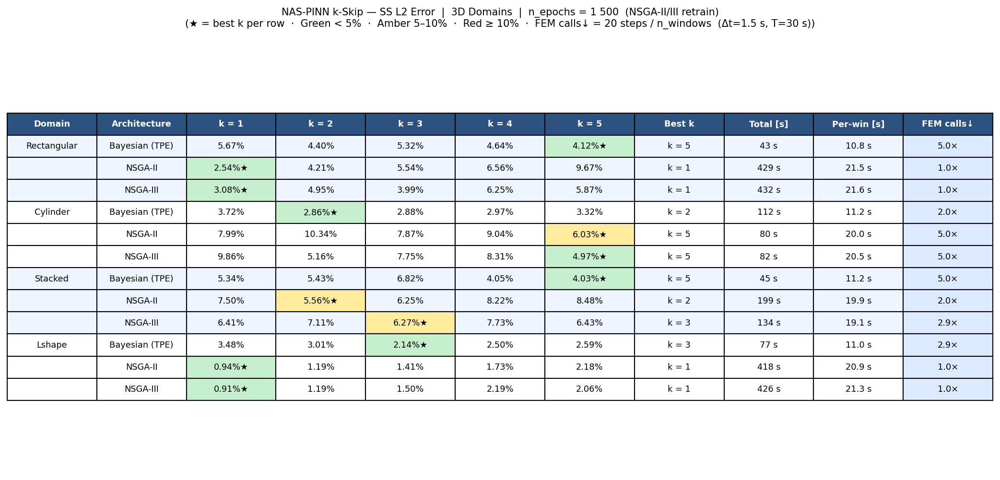 NAS-PINN k-Skip — SS L2 Error | 3D Domains | n_epochs = 1 500 (NSGA-II/III retrain)
(★ = best k per row · Green < 5% · Amber 5–10% · Red ≥ 10% · FEM calls↓ = 20 steps / n_windows (Δt=1.5 s, T=30 s))
Domain Architecture k = 1 k = 2 k = 3 k = 4 k = 5 Best k Total [s] Per-win [s] FEM calls↓
Rectangular Bayesian (TPE) 5.67% 4.40% 5.32% 4.64% 4.12%★ k = 5 43 s 10.8 s 5.0×
NSGA-II 2.54%★ 4.21% 5.54% 6.56% 9.67% k = 1 429 s 21.5 s 1.0×
NSGA-III 3.08%★ 4.95% 3.99% 6.25% 5.87% k = 1 432 s 21.6 s 1.0×
Cylinder Bayesian (TPE) 3.72% 2.86%★ 2.88% 2.97% 3.32% k = 2 112 s 11.2 s 2.0×
NSGA-II 7.99% 10.34% 7.87% 9.04% 6.03%★ k = 5 80 s 20.0 s 5.0×
NSGA-III 9.86% 5.16% 7.75% 8.31% 4.97%★ k = 5 82 s 20.5 s 5.0×
Stacked Bayesian (TPE) 5.34% 5.43% 6.82% 4.05% 4.03%★ k = 5 45 s 11.2 s 5.0×
NSGA-II 7.50% 5.56%★ 6.25% 8.22% 8.48% k = 2 199 s 19.9 s 2.0×
NSGA-III 6.41% 7.11% 6.27%★ 7.73% 6.43% k = 3 134 s 19.1 s 2.9×
Lshape Bayesian (TPE) 3.48% 3.01% 2.14%★ 2.50% 2.59% k = 3 77 s 11.0 s 2.9×
NSGA-II 0.94%★ 1.19% 1.41% 1.73% 2.18% k = 1 418 s 20.9 s 1.0×
NSGA-III 0.91%★ 1.19% 1.50% 2.19% 2.06% k = 1 426 s 21.3 s 1.0×